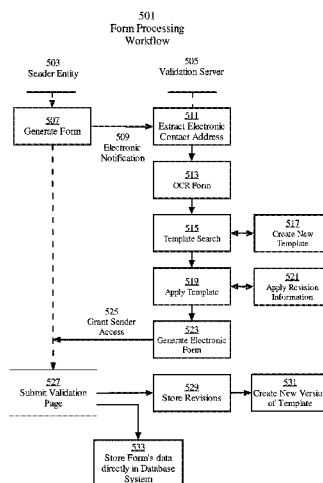 501
Form Processing
Workflow
503
Sender Entity
505
Validation Server
507
Generate Form
509
Electronic
Notification
511
Extract Electronic
Contact Address
513
OCR Form
515
Template Search
517
Create New
Template
519
Apply Template
521
Apply Revision
Information
525
Grant Sender
Access
523
Generate Electronic
Form
527
Submit Validation
Page
529
Store Revisions
531
Create New Version
of Template
533
Store Form's data
directly in Database
System